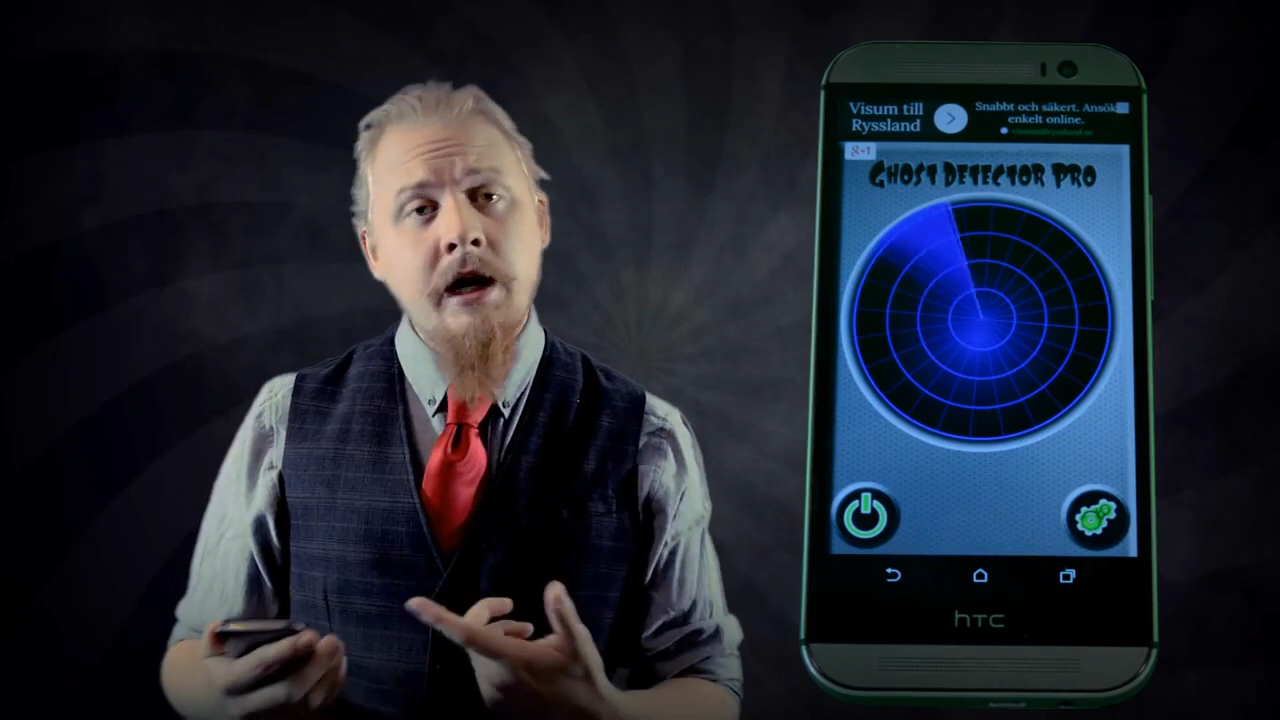 Visum till
Ryssland
Snabbt och säkert. Ansök
enkelt online.
g+1
GHOST DETECTOR PRO
hTC